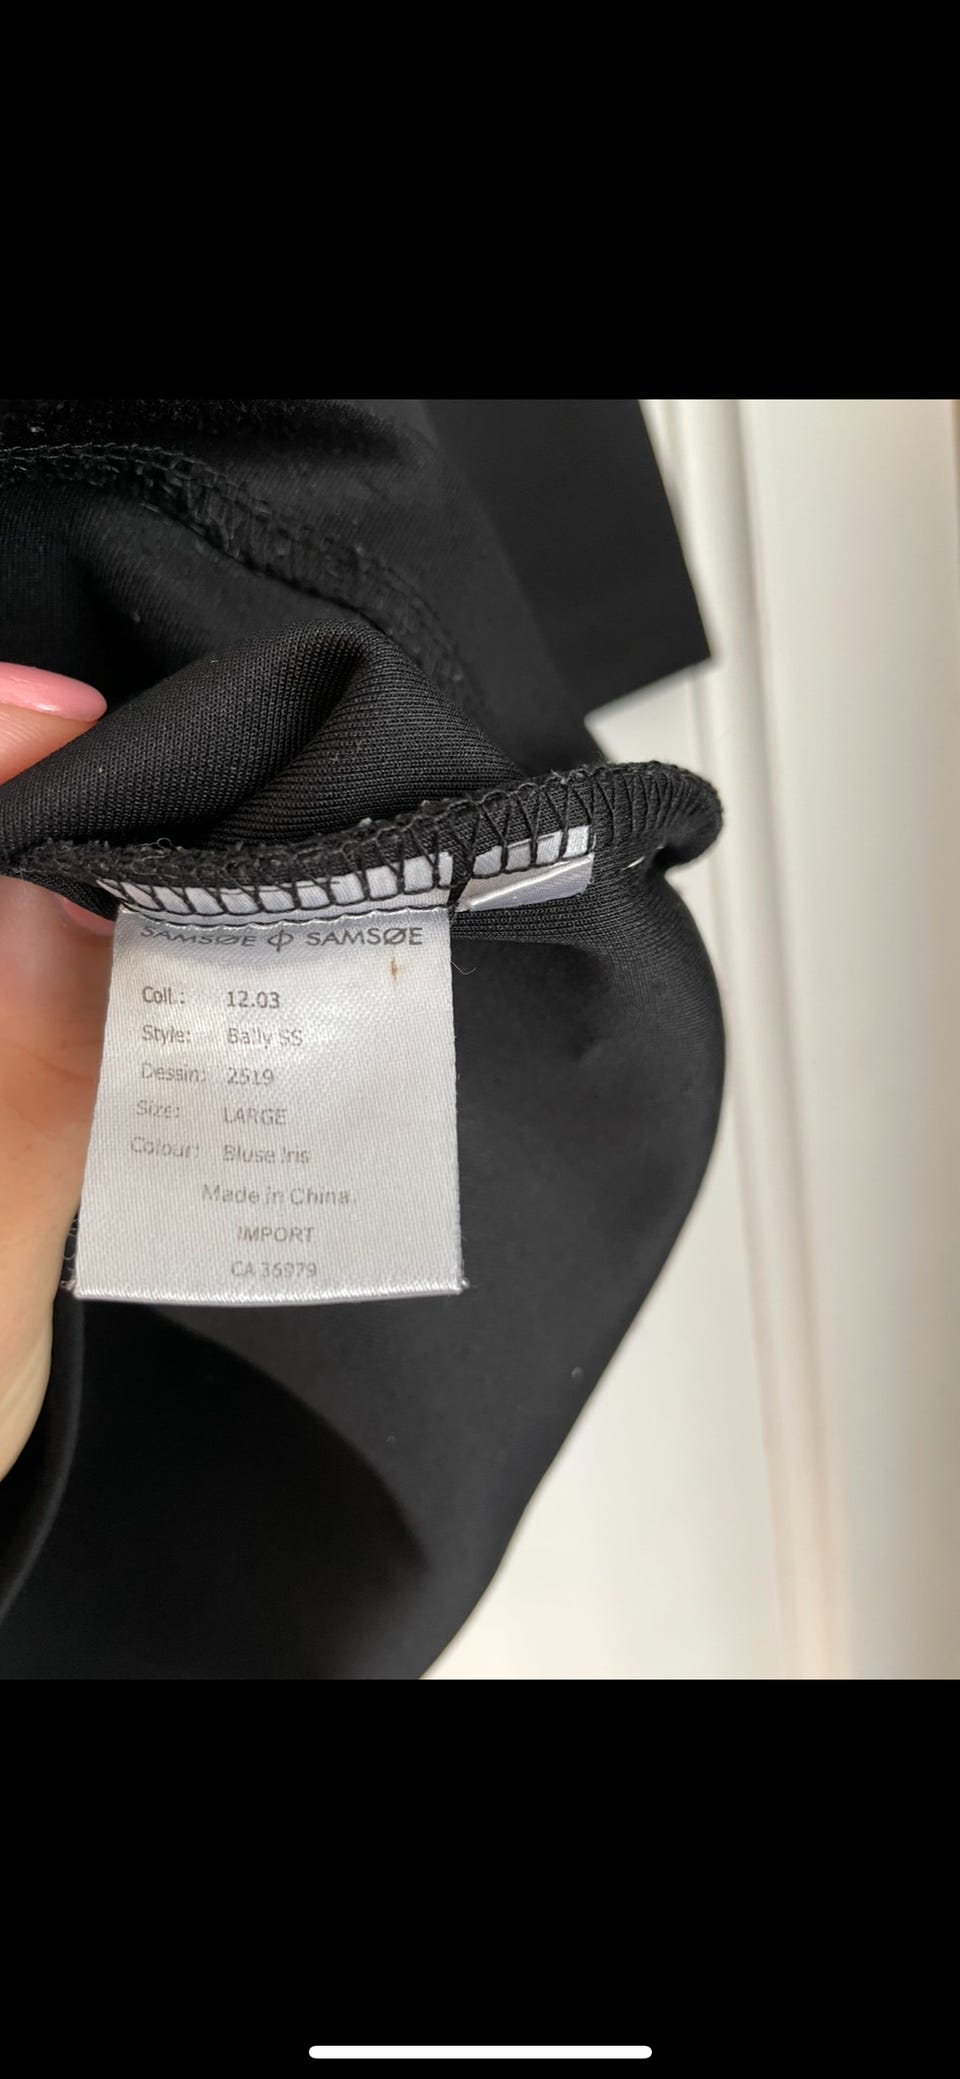 SAMSØE ф SAMSØE
Coll.: 12.03
Style: Bally SS
Dessin: 2519
Size: LARGE
Colour: Bluse Iris
Made in China.
IMPORT
CA 36979